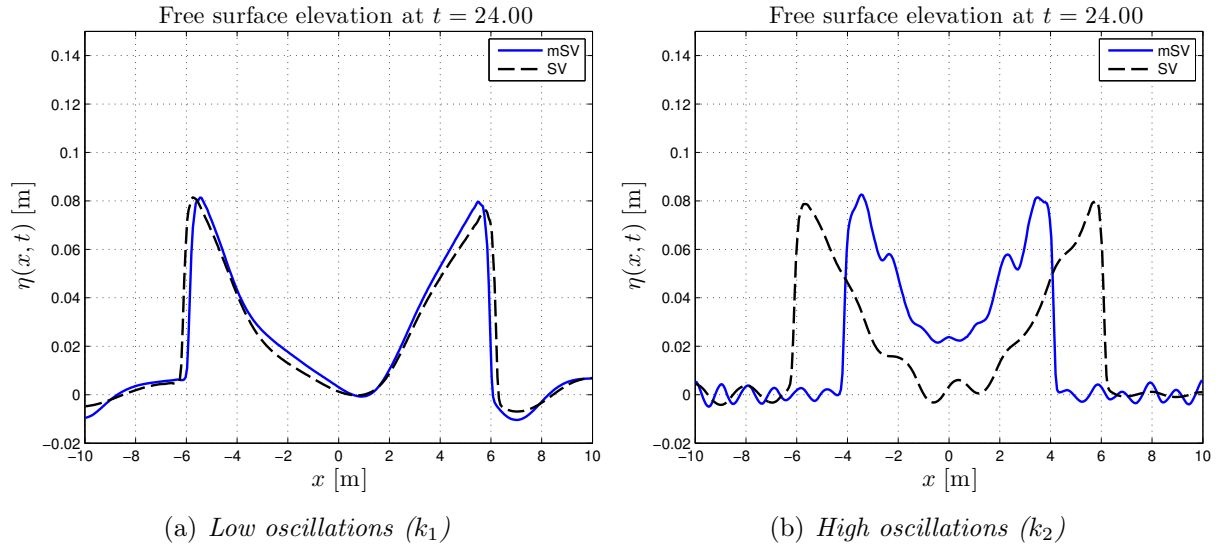 Free surface elevation at t = 24.00
mSV
SV
0.14
0.12
0.1
0.08
0.06
0.04
0.02
0
−0.02
η(x, t) [m]
−10 −8 −6 −4 −2 0 2 4 6 8 10
x [m]
(a) Low oscillations (k₁)
Free surface elevation at t = 24.00
mSV
SV
0.14
0.12
0.1
0.08
0.06
0.04
0.02
0
−0.02
η(x, t) [m]
−10 −8 −6 −4 −2 0 2 4 6 8 10
x [m]
(b) High oscillations (k₂)